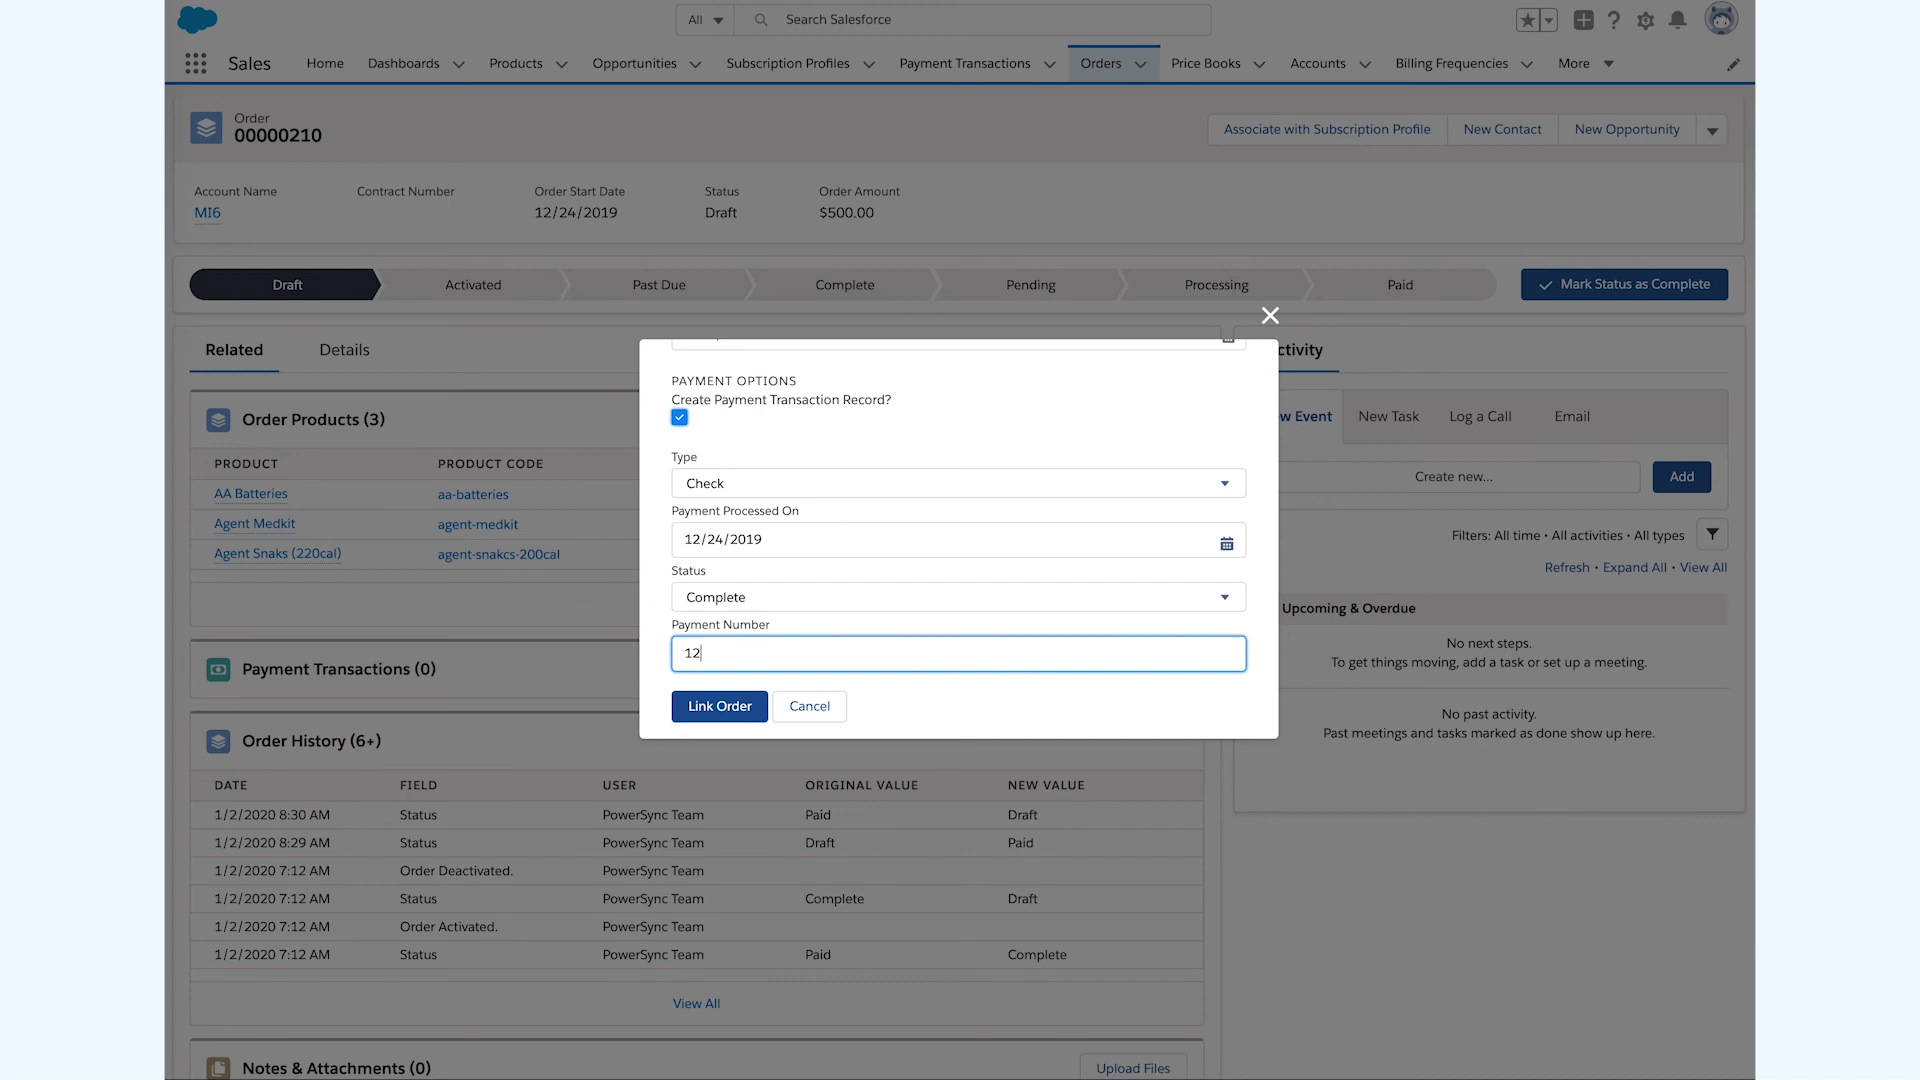 All
Search Salesforce
Sales
Home
Dashboards
Products
Opportunities
Subscription Profiles
Payment Transactions
Orders
Price Books
Accounts
Billing Frequencies
More
Order
00000210
Associate with Subscription Profile
New Contact
New Opportunity
Account Name
Contract Number
Order Start Date
Status
Order Amount
MI6
12/24/2019
Draft
$500.00
Draft
Activated
Past Due
Complete
Pending
Processing
Paid
Mark Status as Complete
Related
Details
Order Products (3)
PRODUCT
PRODUCT CODE
AA Batteries
aa-batteries
Agent Medkit
agent-medkit
Agent Snaks (220cal)
agent-snakcs-200cal
PAYMENT OPTIONS
Create Payment Transaction Record?
Type
Check
Payment Processed On
12/24/2019
Status
Complete
Payment Number
12
Link Order
Cancel
ctivity
w Event
New Task
Log a Call
Email
Create new...
Add
Filters: All time • All activities • All types
Refresh • Expand All • View All
Upcoming & Overdue
No next steps.
To get things moving, add a task or set up a meeting.
No past activity.
Past meetings and tasks marked as done show up here.
Payment Transactions (0)
Order History (6+)
DATE
FIELD
USER
ORIGINAL VALUE
NEW VALUE
1/2/2020 8:30 AM
Status
PowerSync Team
Paid
Draft
1/2/2020 8:29 AM
Status
PowerSync Team
Draft
Paid
1/2/2020 7:12 AM
Order Deactivated.
PowerSync Team
1/2/2020 7:12 AM
Status
PowerSync Team
Complete
Draft
1/2/2020 7:12 AM
Order Activated.
PowerSync Team
1/2/2020 7:12 AM
Status
PowerSync Team
Paid
Complete
View All
Notes & Attachments (0)
Upload Files